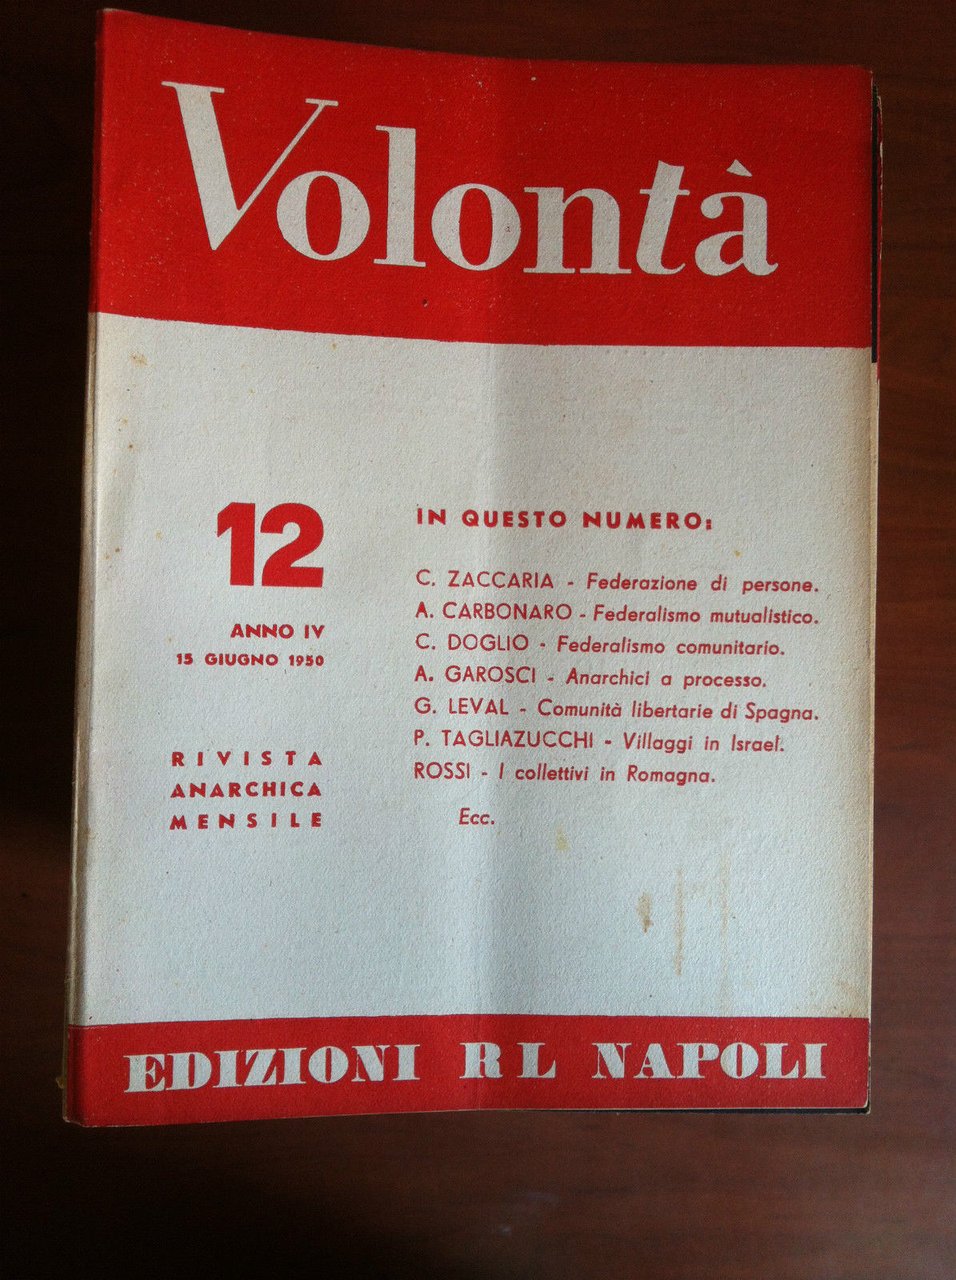 Volontà
12
ANNO IV
15 GIUGNO 1950
RIVISTA
ANARCHICA
MENSILE
IN QUESTO NUMERO:
C. ZACCARIA - Federazione di persone.
A. CARBONARO - Federalismo mutualistico.
C. DOGLIO - Federalismo comunitario.
A. GAROSCI - Anarchici a processo.
G. LEVAL - Comunità libertarie di Spagna.
P. TAGLIAZUCCHI - Villaggi in Israel.
ROSSI - I collettivi in Romagna.
Ecc.
EDIZIONI RL NAPOLI